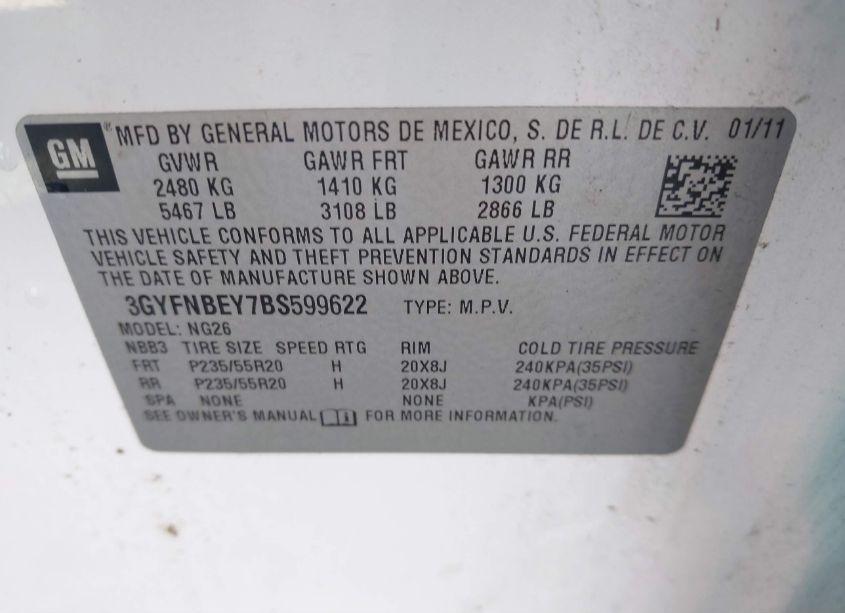 GM ® MFD BY GENERAL MOTORS DE MEXICO, S. DE R.L. DE C.V. 01/11
GVWR GAWR FRT GAWR RR
2480 KG 1410 KG 1300 KG
5467 LB 3108 LB 2866 LB
THIS VEHICLE CONFORMS TO ALL APPLICABLE U.S. FEDERAL MOTOR
VEHICLE SAFETY AND THEFT PREVENTION STANDARDS IN EFFECT ON
THE DATE OF MANUFACTURE SHOWN ABOVE.
3GYFNBEY7BS599622 TYPE: M.P.V.
MODEL: NG26
NBB3 TIRE SIZE SPEED RTG RIM COLD TIRE PRESSURE
FRT P235/55R20 H 20X8J 240KPA(35PSI)
RR P235/55R20 H 20X8J 240KPA(35PSI)
SPA NONE NONE KPA(PSI)
SEE OWNER'S MANUAL FOR MORE INFORMATION.